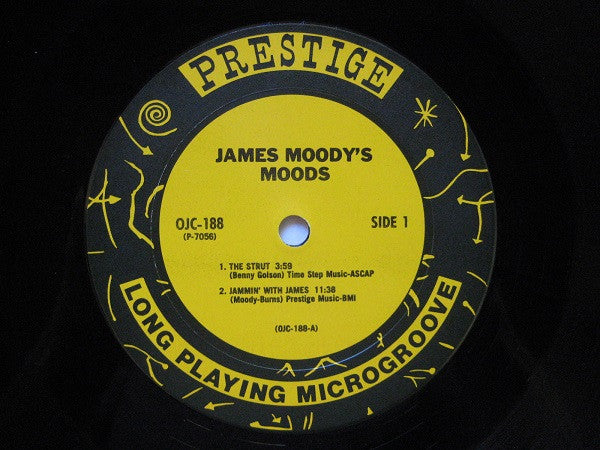 PRESTIGE
JAMES MOODY'S
MOODS
OJC-188
(P-7056)
SIDE 1
1. THE STRUT 3:59
(Benny Golson) Time Step Music-ASCAP
2. JAMMIN' WITH JAMES 11:38
(Moody-Burns) Prestige Music-BMI
(OJC-188-A)
LONG PLAYING MICROGROOVE